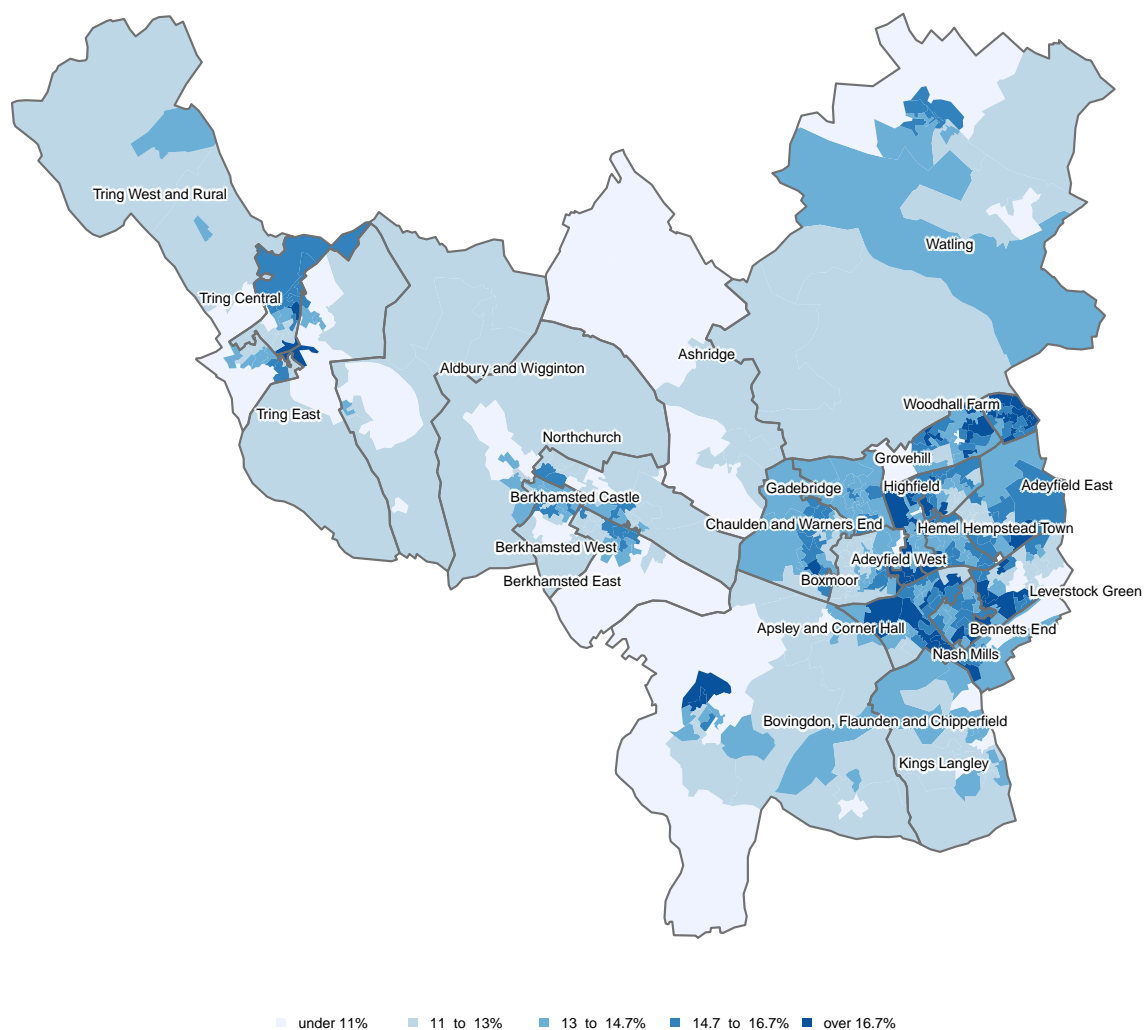 Tring West and Rural
Watling
Tring Central
Ashridge
Aldbury and Wigginton
Tring East
Woodhall Farm
Northchurch
Grovehill
Gadebridge
Highfield
Adeyfield East
Berkhamsted Castle
Chaulden and Warners End
Hemel Hempstead Town
Berkhamsted West
Adeyfield West
Berkhamsted East
Boxmoor
Leverstock Green
Apsley and Corner Hall
Bennetts End
Nash Mills
Bovingdon, Flaunden and Chipperfield
Kings Langley
under 11% 11 to 13% 13 to 14.7% 14.7 to 16.7% over 16.7%